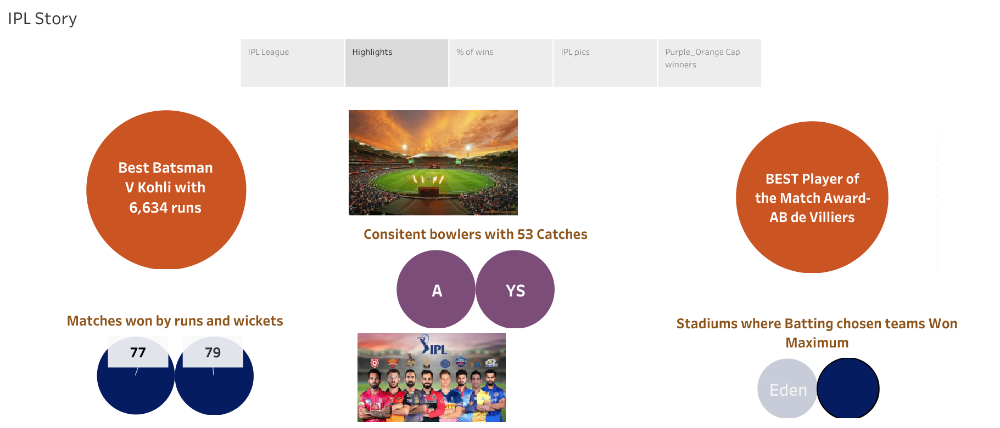 IPL Story
IPL League
Highlights
% of wins
IPL pics
Purple_Orange Cap
winners
Best Batsman
V Kohli with
6,634 runs
BEST Player of
the Match Award-
AB de Villiers
Consitent bowlers with 53 Catches
A
YS
Matches won by runs and wickets
77
79
IPL
Stadiums where Batting chosen teams Won
Maximum
Eden